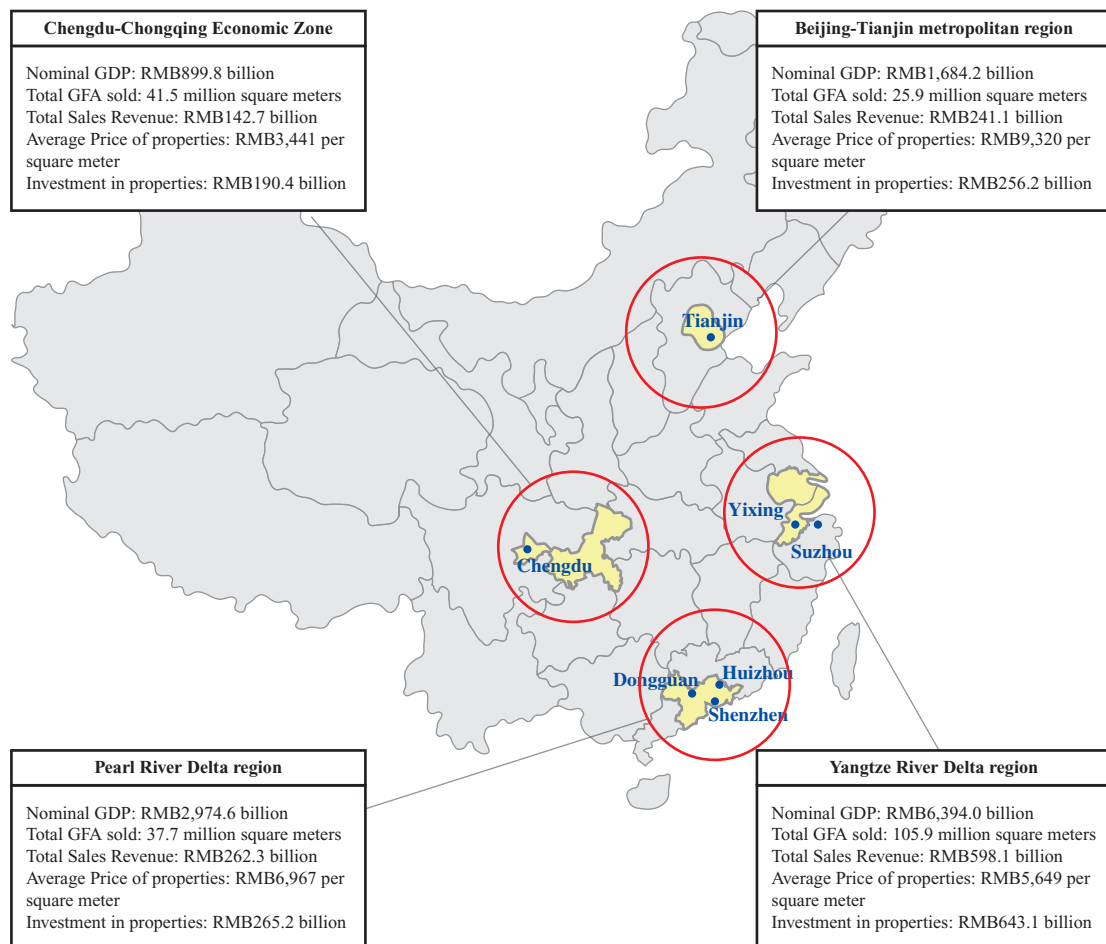 Chengdu-Chongqing Economic Zone
Nominal GDP: RMB899.8 billion
Total GFA sold: 41.5 million square meters
Total Sales Revenue: RMB142.7 billion
Average Price of properties: RMB3,441 per
square meter
Investment in properties: RMB190.4 billion
Beijing-Tianjin metropolitan region
Nominal GDP: RMB1,684.2 billion
Total GFA sold: 25.9 million square meters
Total Sales Revenue: RMB241.1 billion
Average Price of properties: RMB9,320 per
square meter
Investment in properties: RMB256.2 billion
Tianjin
Yixing
Suzhou
Chengdu
Huizhou
Dongguan
Shenzhen
Pearl River Delta region
Nominal GDP: RMB2,974.6 billion
Total GFA sold: 37.7 million square meters
Total Sales Revenue: RMB262.3 billion
Average Price of properties: RMB6,967 per
square meter
Investment in properties: RMB265.2 billion
Yangtze River Delta region
Nominal GDP: RMB6,394.0 billion
Total GFA sold: 105.9 million square meters
Total Sales Revenue: RMB598.1 billion
Average Price of properties: RMB5,649 per
square meter
Investment in properties: RMB643.1 billion